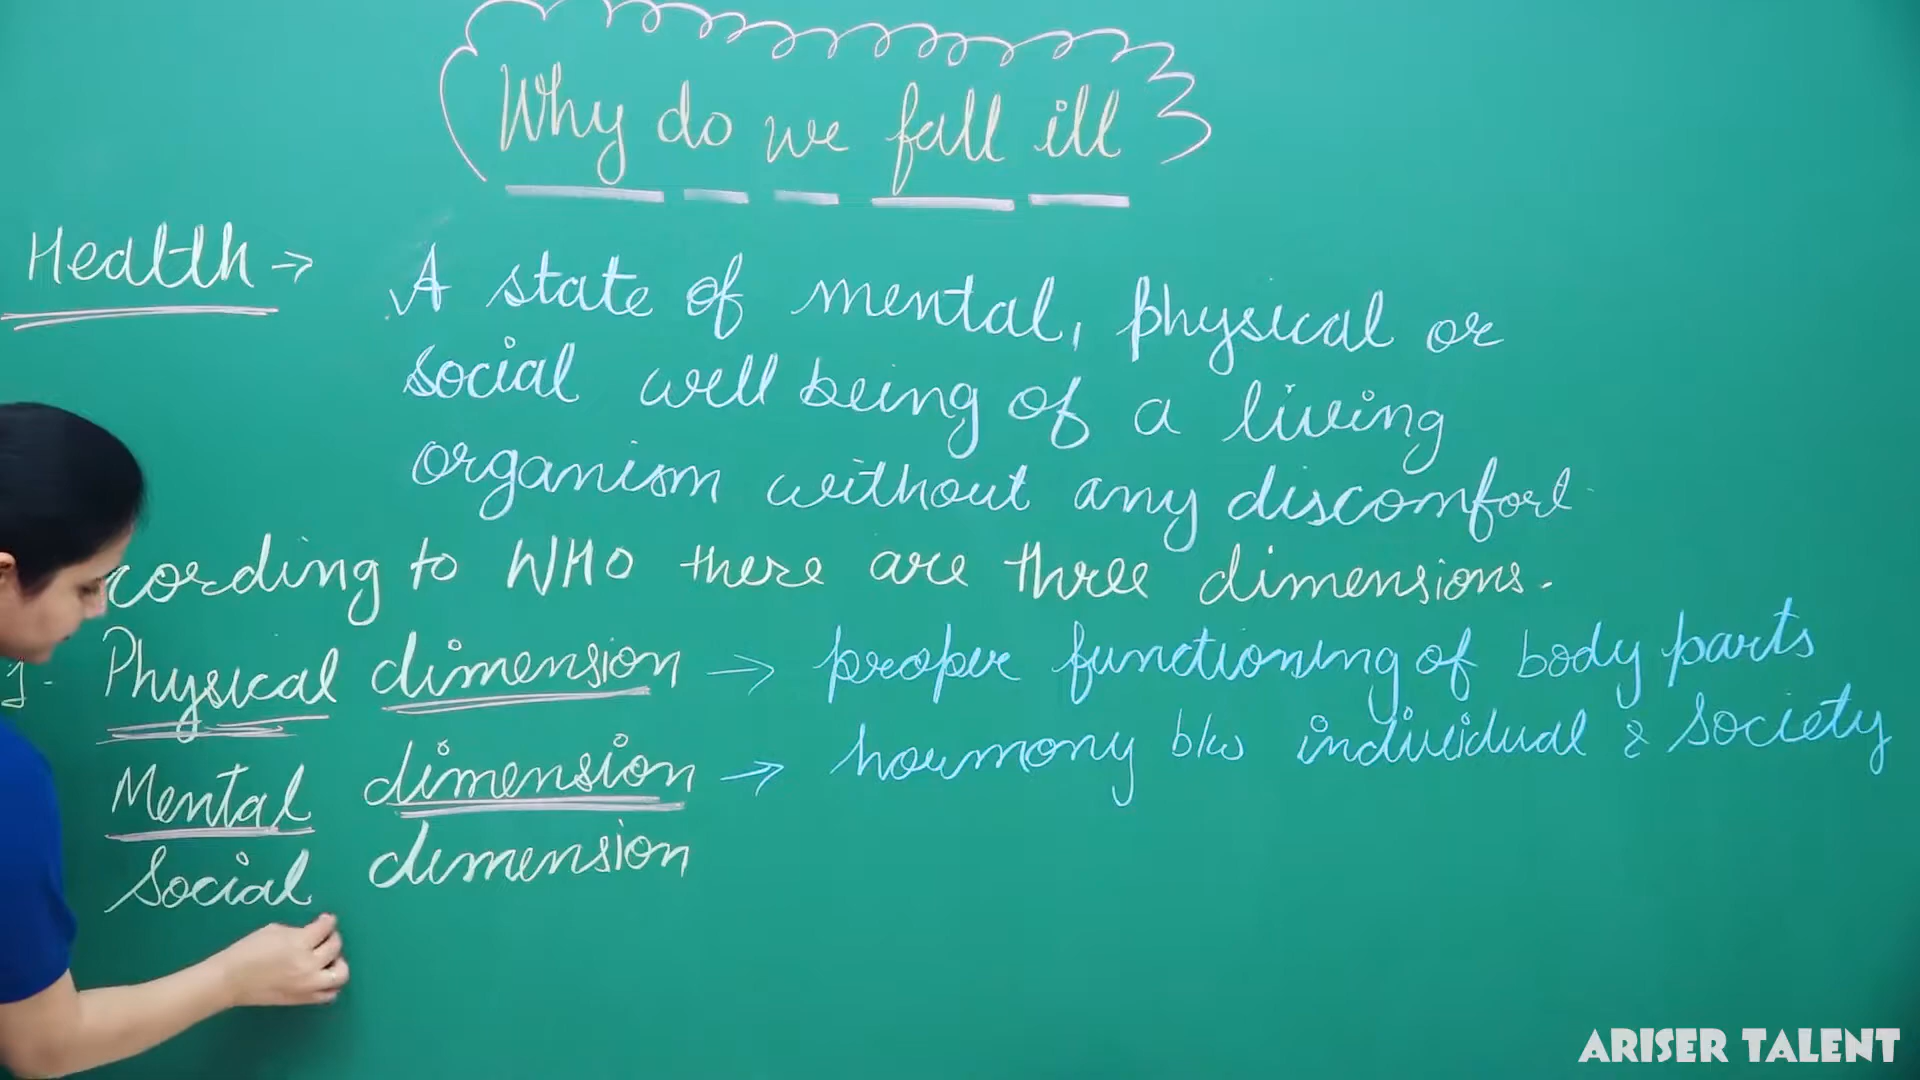 Why do we fall ill
Health →
A state of mental, physical or
social well being of a living
organism without any discomfort.
cording to WHO there are three dimensions.
1. Physical dimension → proper functioning of body parts
Mental dimension → harmony b/w individual & society
Social dimension
ARISER TALENT